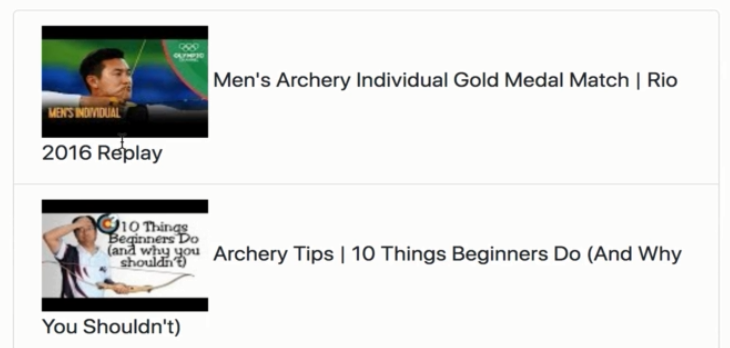 OLYMPIC
MEN'S INDIVIDUAL
Men's Archery Individual Gold Medal Match | Rio
2016 Replay
10 Things
Beginners Do
(and why you
shouldn't)
Archery Tips | 10 Things Beginners Do (And Why
You Shouldn't)